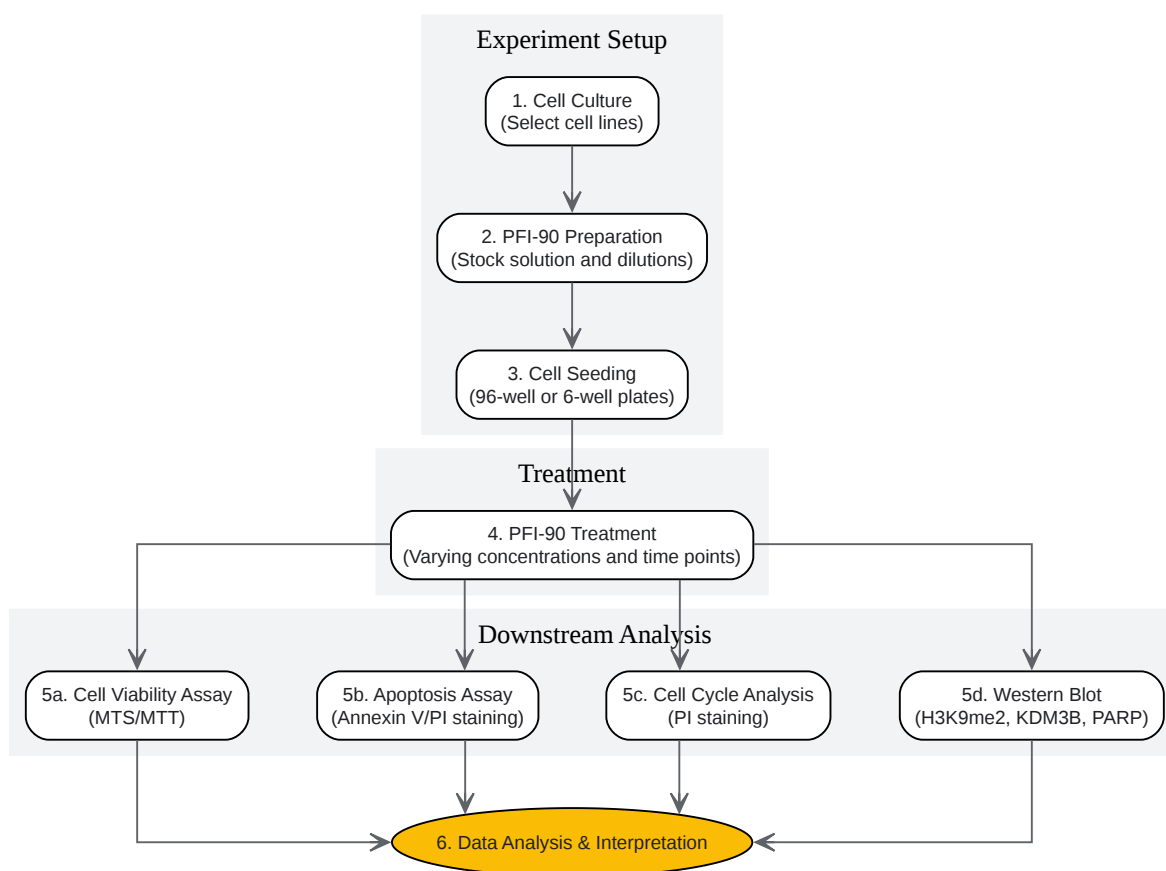 Experiment Setup
1. Cell Culture
(Select cell lines)
2. PFI-90 Preparation
(Stock solution and dilutions)
3. Cell Seeding
(96-well or 6-well plates)
Treatment
4. PFI-90 Treatment
(Varying concentrations and time points)
Downstream Analysis
5a. Cell Viability Assay
(MTS/MTT)
5b. Apoptosis Assay
(Annexin V/PI staining)
5c. Cell Cycle Analysis
(PI staining)
5d. Western Blot
(H3K9me2, KDM3B, PARP)
6. Data Analysis & Interpretation